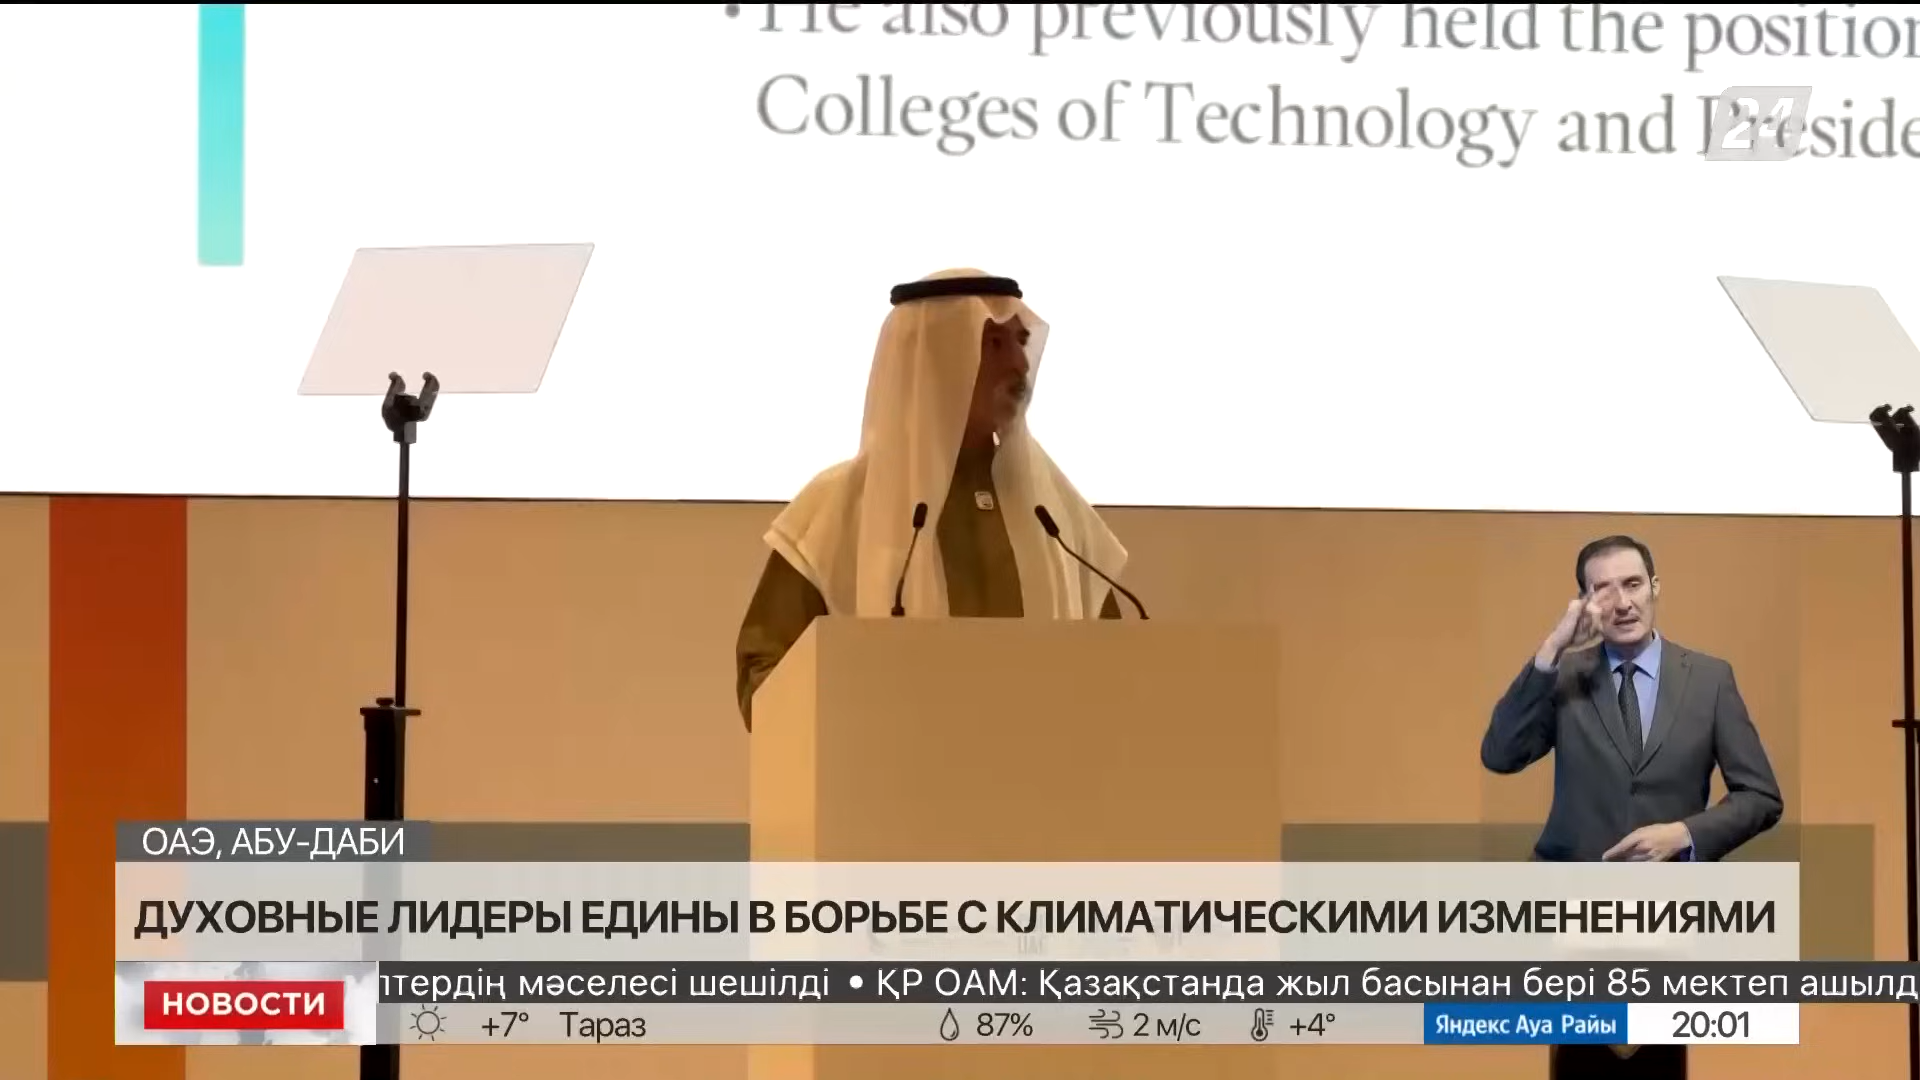 • He also previously held the position
Colleges of Technology and Preside
24
ОАЭ, АБУ-ДАБИ
ДУХОВНЫЕ ЛИДЕРЫ ЕДИНЫ В БОРЬБЕ С КЛИМАТИЧЕСКИМИ ИЗМЕНЕНИЯМИ
НОВОСТИ
птердің мәселесі шешілді • ҚР ОАМ: Қазақстанда жыл басынан бері 85 мектеп ашылд
+7° Тараз 87% 2 м/с +4° Яндекс Ауа Райы 20:01